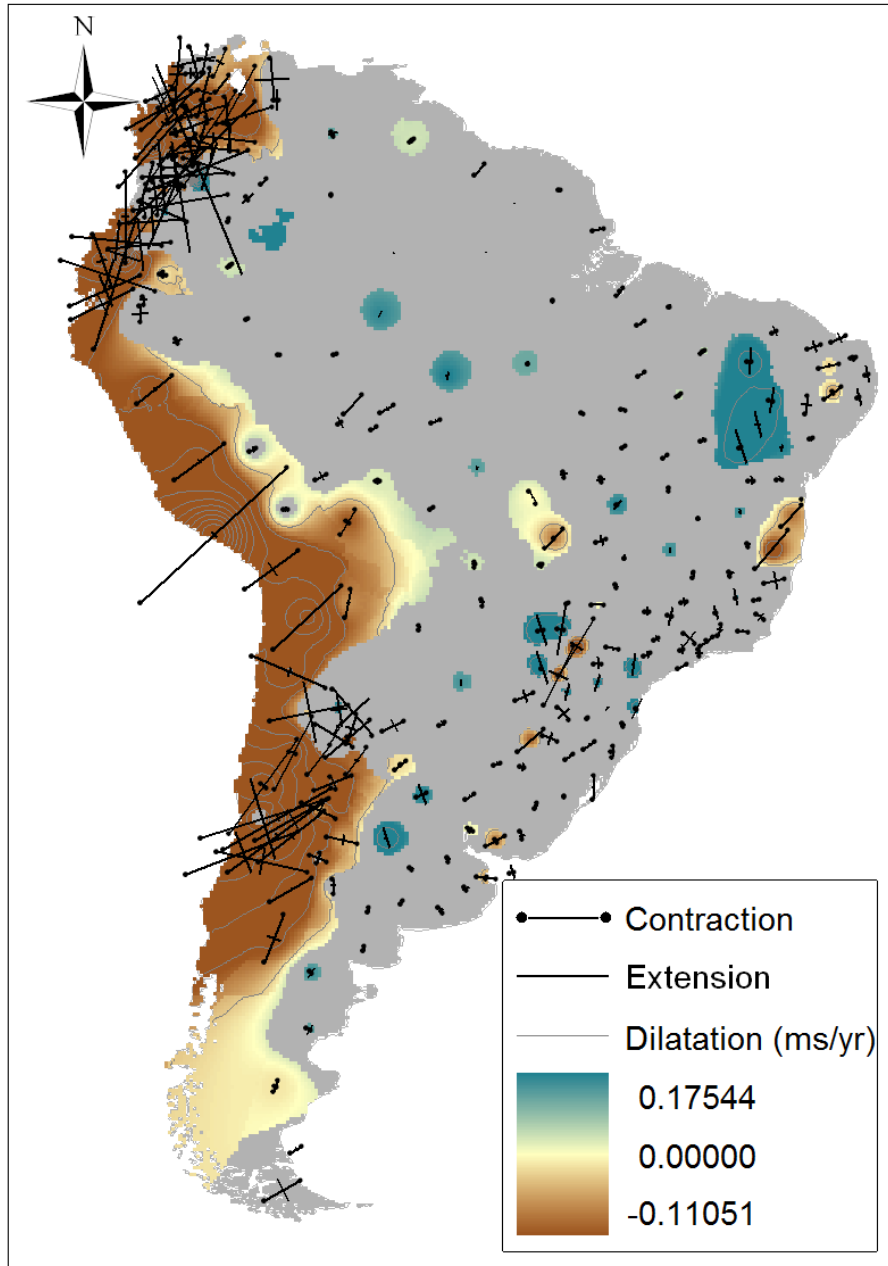 N
Contraction
Extension
Dilatation (ms/yr)
0.17544
0.00000
-0.11051